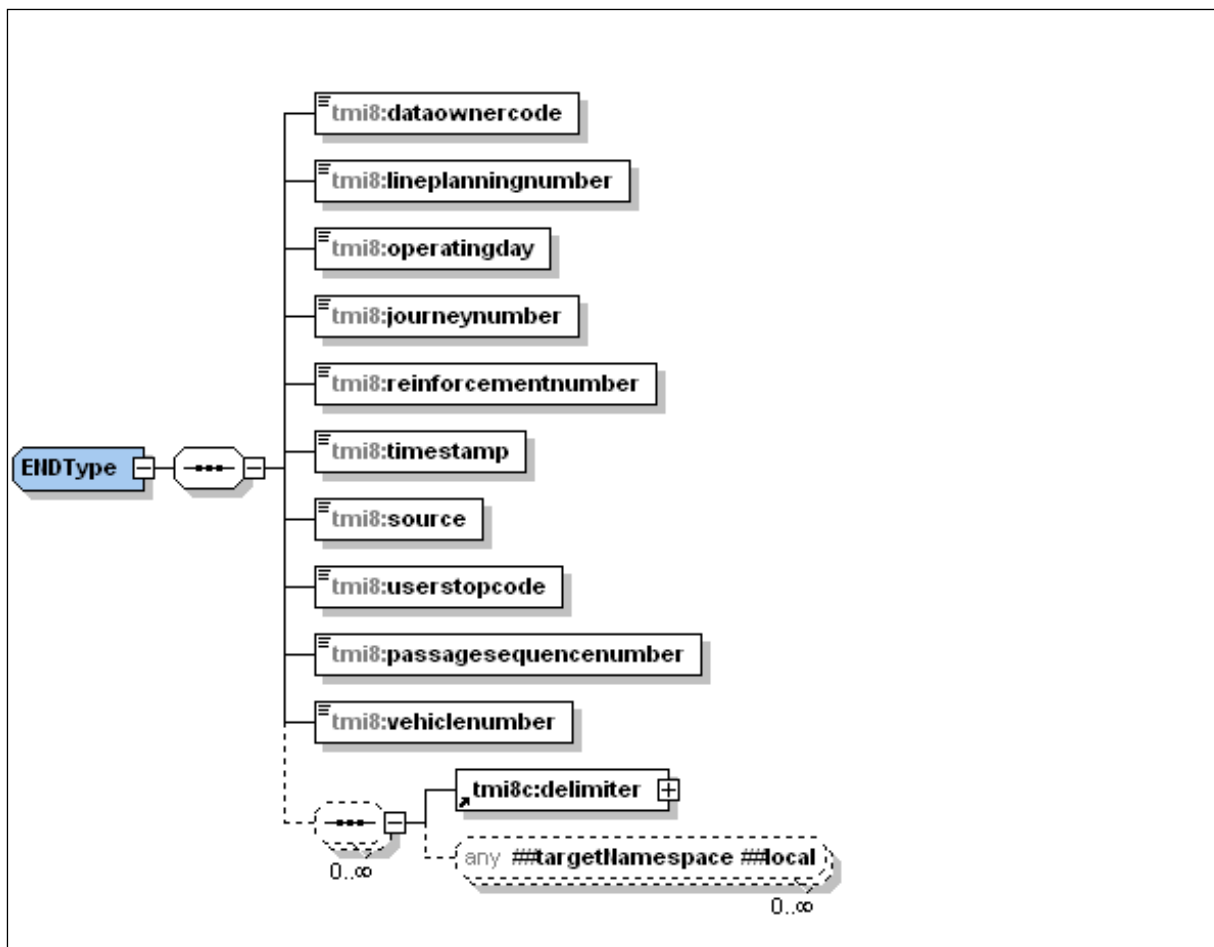 tmi8:dataownercode
tmi8:lineplanningnumber
tmi8:operatingday
tmi8:journeynumber
tmi8:reinforcementnumber
tmi8:timestamp
ENDType
tmi8:source
tmi8:userstopcode
tmi8:passagesequencenumber
tmi8:vehiclenumber
tmi8c:delimiter
any ##targetNamespace ##local
0..∞
0..∞